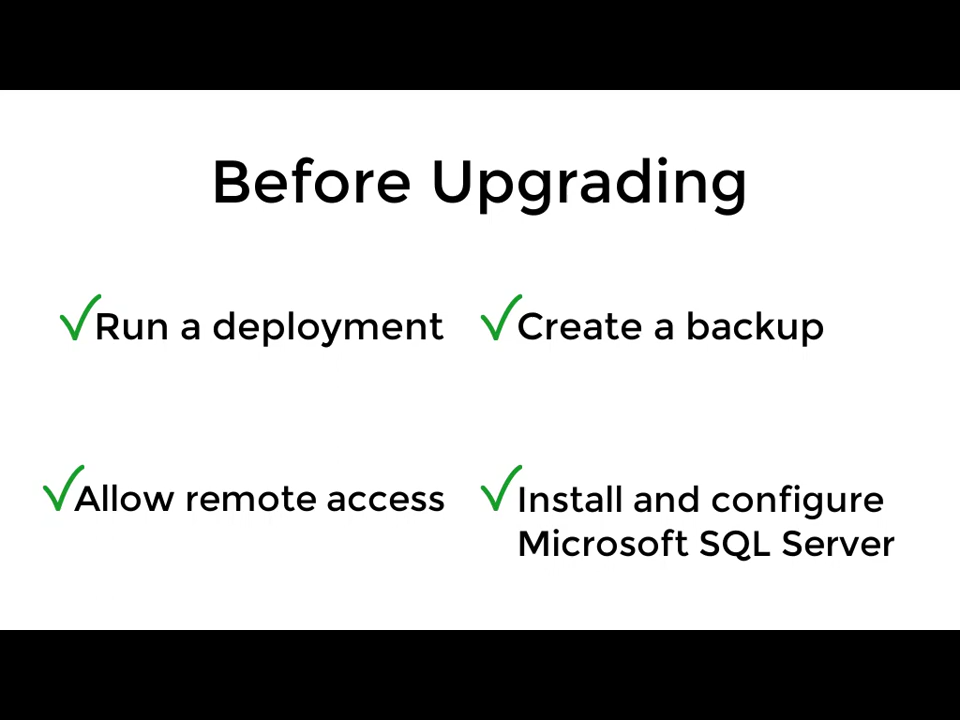 Before Upgrading
Run a deployment
Create a backup
Allow remote access
Install and configure
Microsoft SQL Server